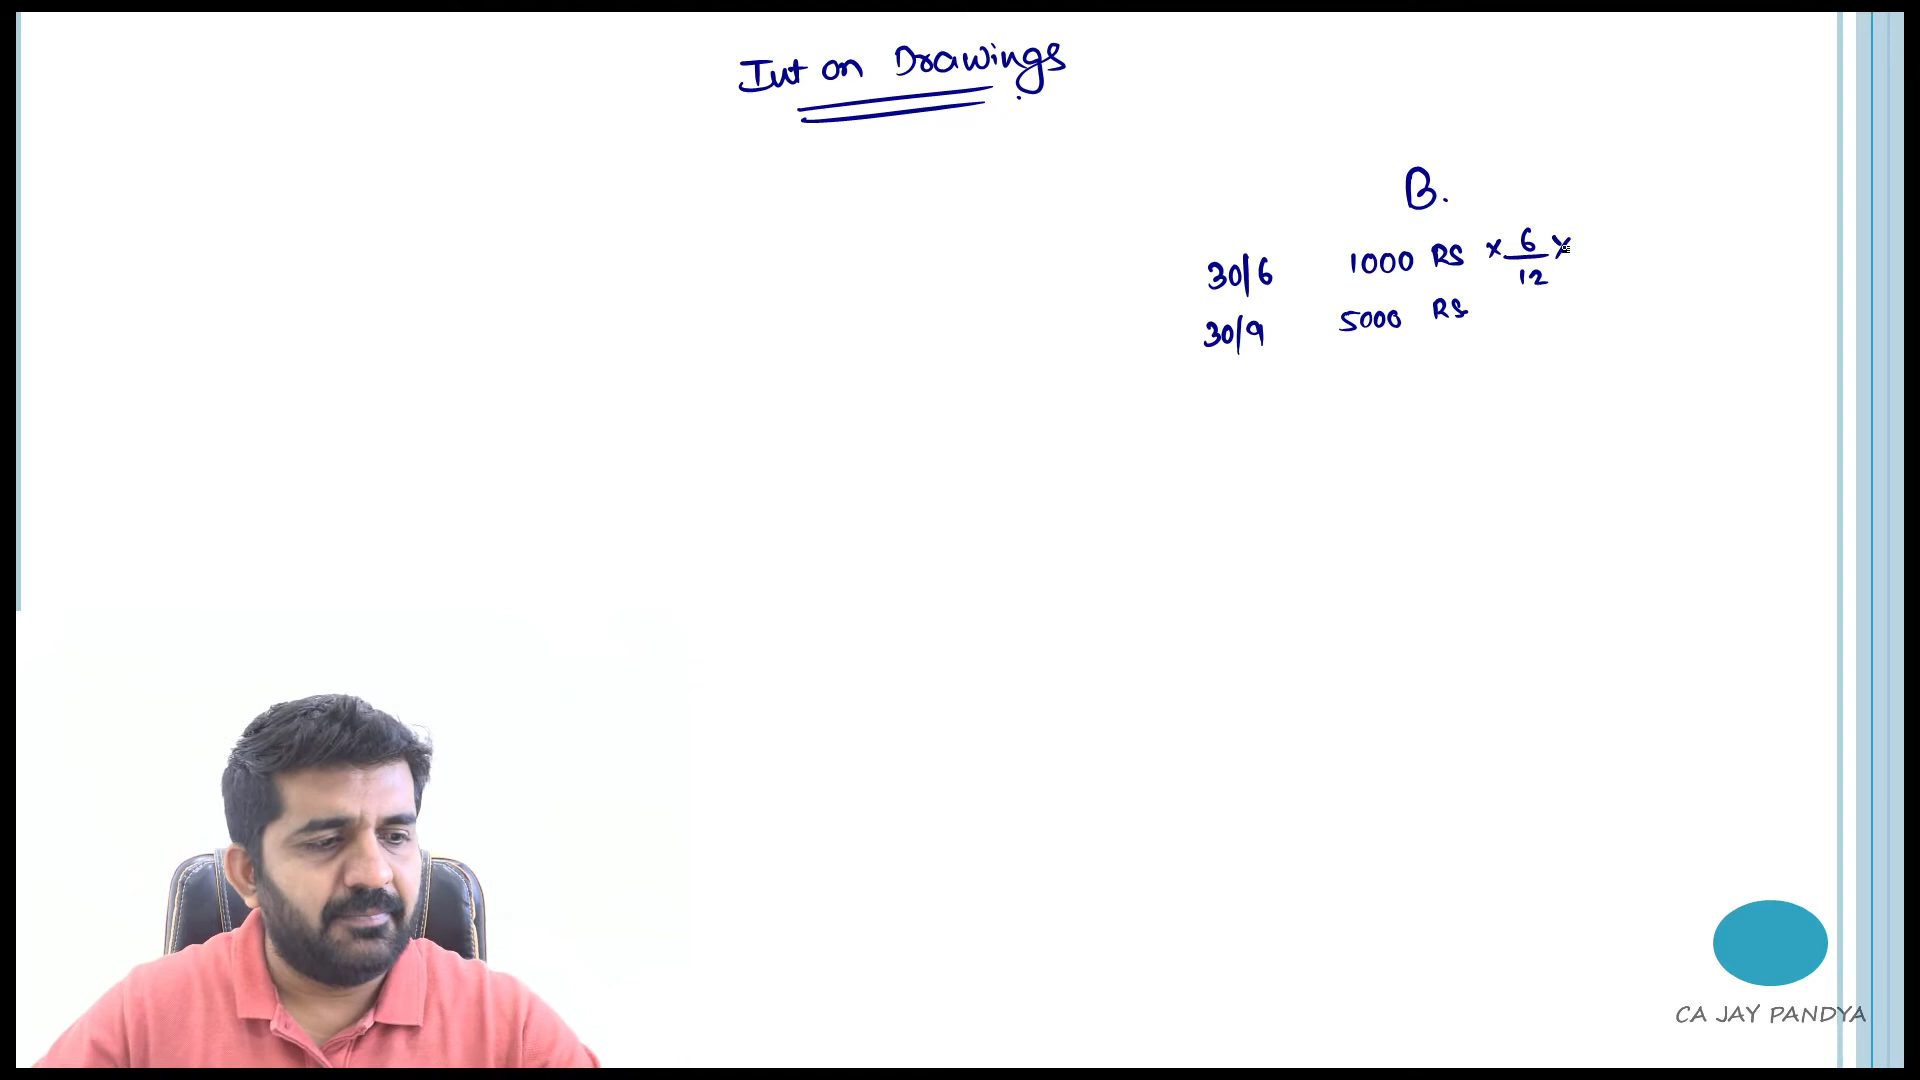 Int on Drawings
B.
30/6 1000 RS × 6/12 ×
30/9 5000 RS
CA JAY PANDYA